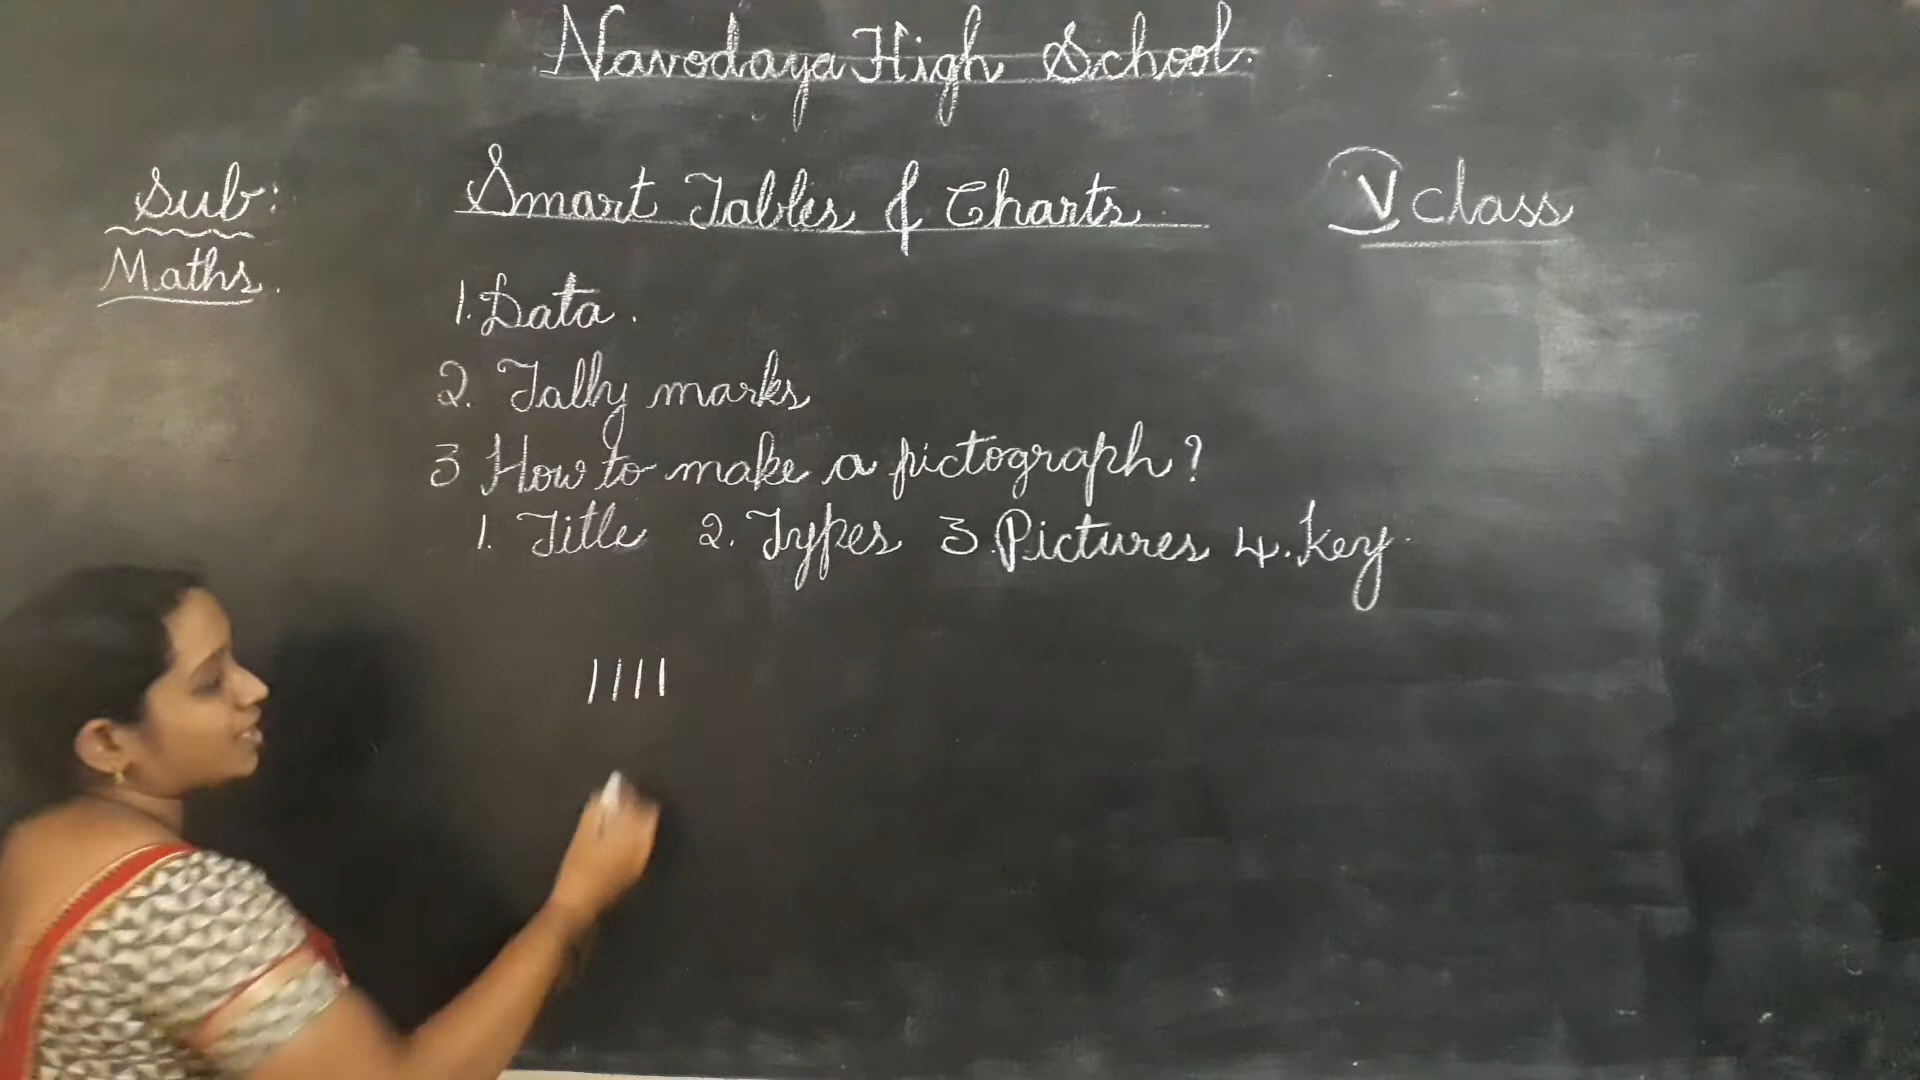 Navodaya High School.
Sub:
Maths.
Smart Tables & Charts
V class
1. Data.
2. Tally marks
3 How to make a pictograph?
1. Title 2. Types 3. Pictures 4. Key.
||||